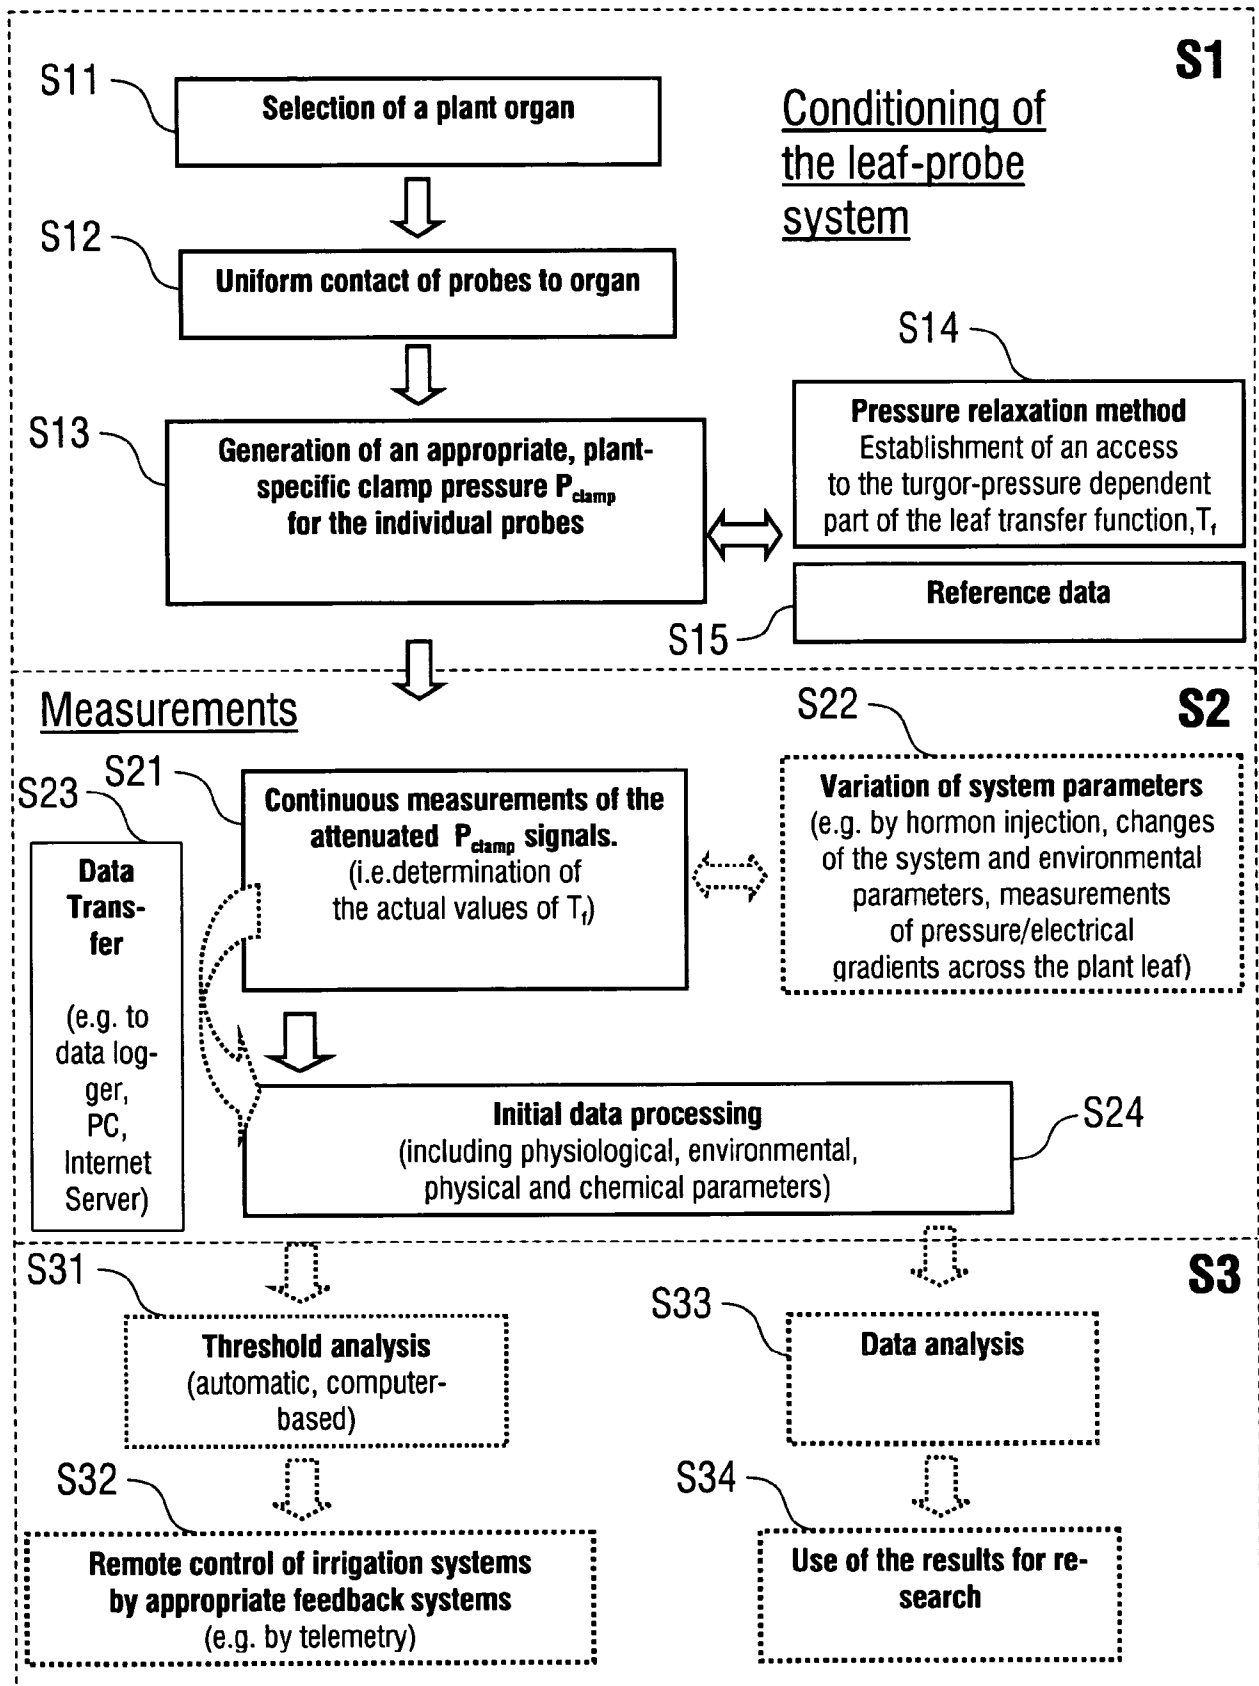 S1
S11
Selection of a plant organ
Conditioning of
the leaf-probe
system
S12
Uniform contact of probes to organ
S13
Generation of an appropriate, plant-
specific clamp pressure P_clamp
for the individual probes
S14
Pressure relaxation method
Establishment of an access
to the turgor-pressure dependent
part of the leaf transfer function,T_f
Reference data
S15
Measurements
S2
S21
Continuous measurements of the
attenuated P_clamp signals.
(i.e.determination of
the actual values of T_f)
S22
Variation of system parameters
(e.g. by hormon injection, changes
of the system and environmental
parameters, measurements
of pressure/electrical
gradients across the plant leaf)
S23
Data
Trans-
fer
(e.g. to
data log-
ger,
PC,
Internet
Server)
Initial data processing
(including physiological, environmental,
physical and chemical parameters)
S24
S3
S31
Threshold analysis
(automatic, computer-
based)
S32
Remote control of irrigation systems
by appropriate feedback systems
(e.g. by telemetry)
S33
Data analysis
S34
Use of the results for re-
search